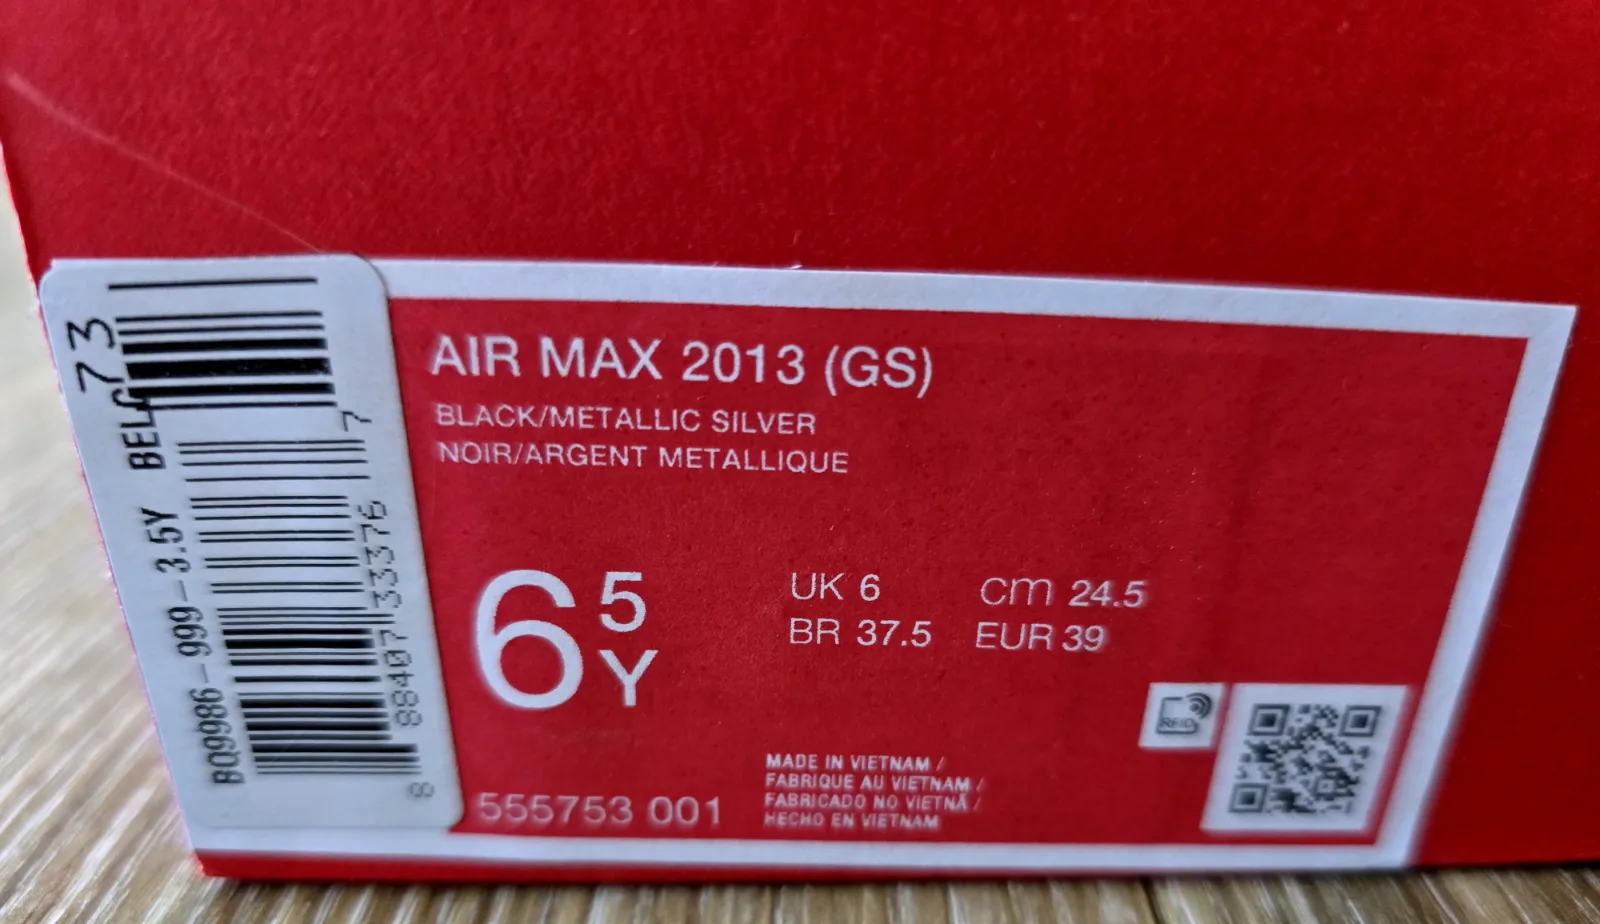 BQ9986-999-3.5Y
73
8 88407 33376 7
AIR MAX 2013 (GS)
BLACK/METALLIC SILVER
NOIR/ARGENT METALLIQUE
6 5
Y
UK 6 cm 24.5
BR 37.5 EUR 39
RFID
555753 001
MADE IN VIETNAM /
FABRIQUE AU VIETNAM /
FABRICADO NO VIETNÃ /
HECHO EN VIETNAM